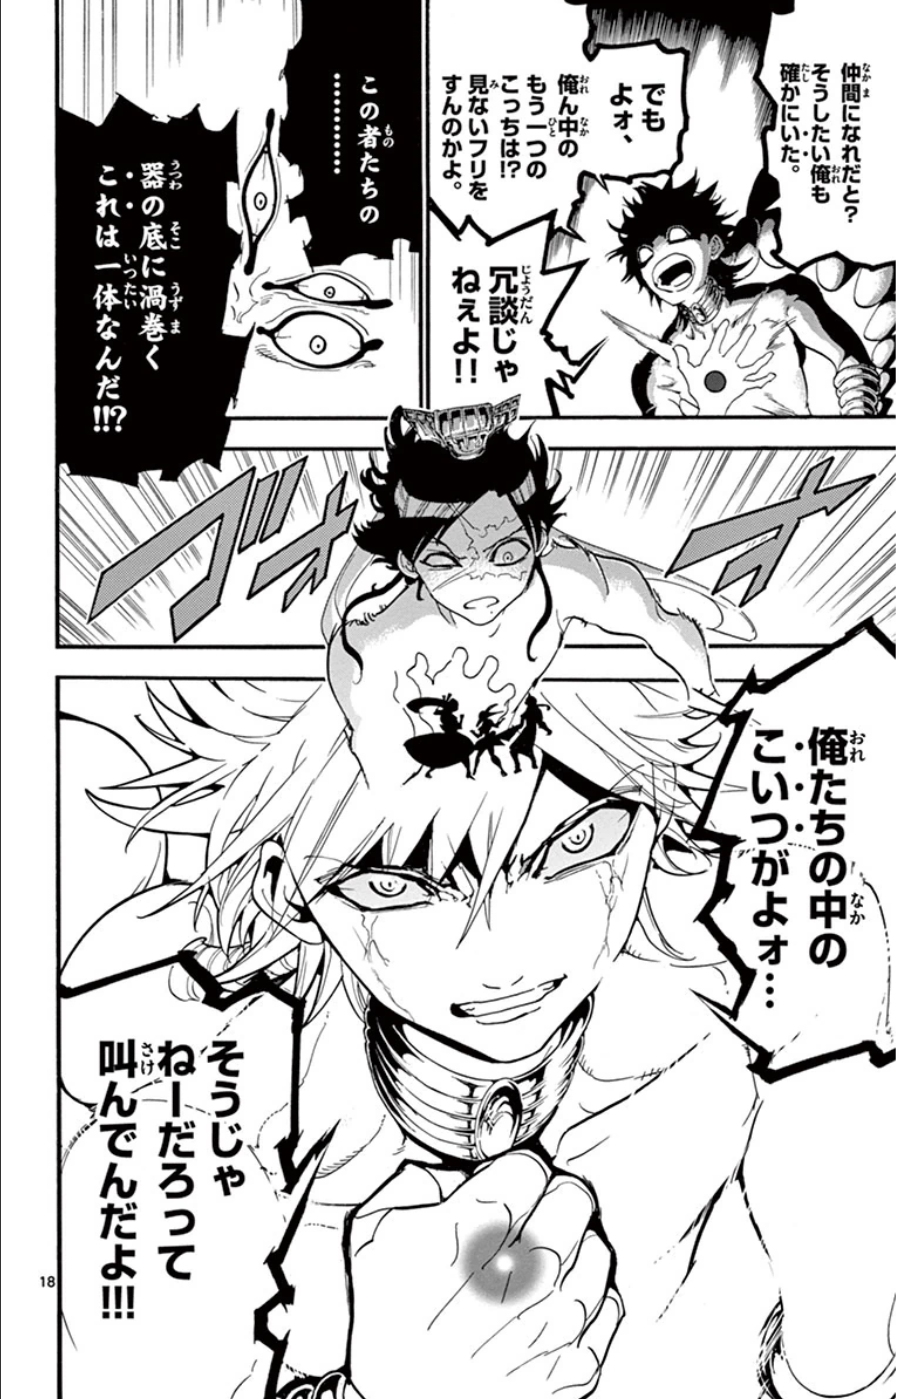 仲間になれだと?
そうしたい俺も
確かにいた。
でも
よォ、
俺ん中の
もう一つの
こっちは!?
見ないフリを
すんのかよ。
冗談じゃ
ねぇよ!!
この者たちの
…………
器の底に渦巻く
これは一体なんだ!!?
ゴオオ
俺たちの中の
こいつがよォ…
そうじゃ
ねーだろって
叫んでんだよ!!!
18